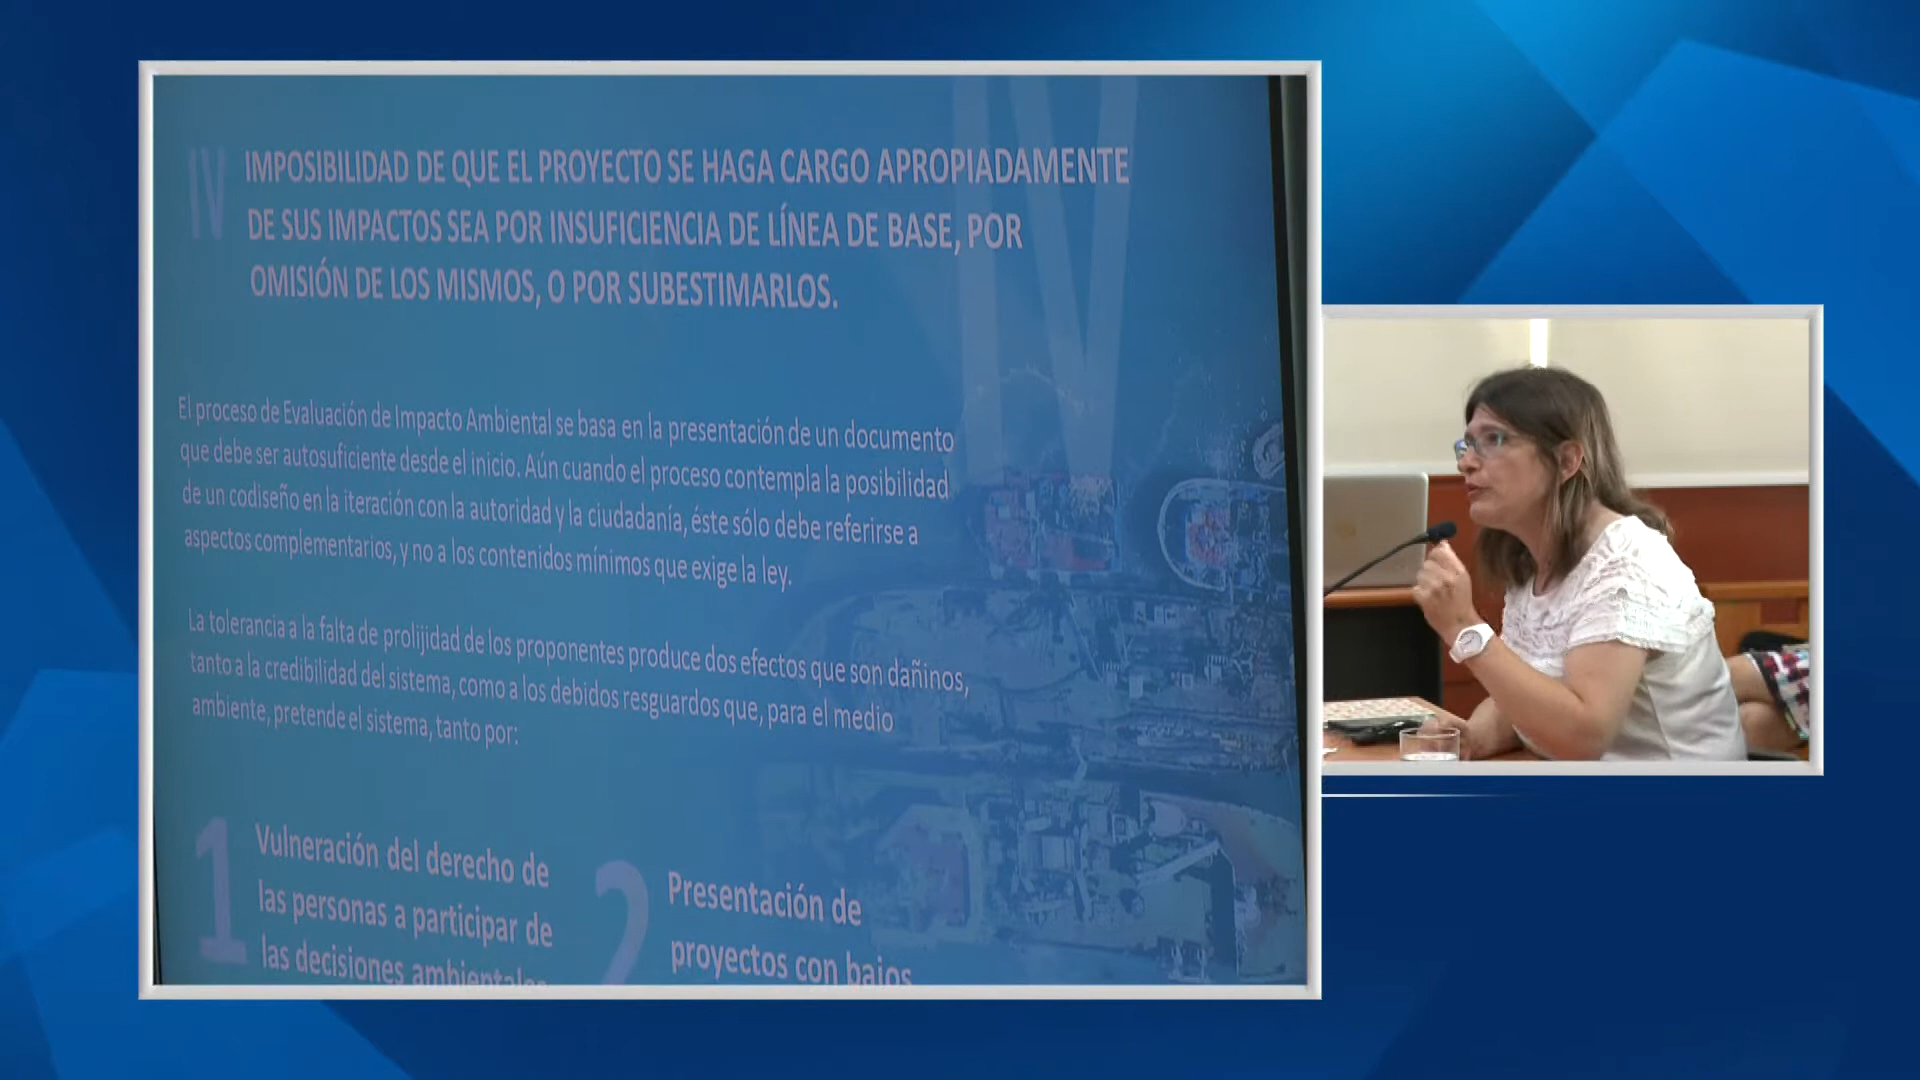 IV
IMPOSIBILIDAD DE QUE EL PROYECTO SE HAGA CARGO APROPIADAMENTE
DE SUS IMPACTOS SEA POR INSUFICIENCIA DE LÍNEA DE BASE, POR
OMISIÓN DE LOS MISMOS, O POR SUBESTIMARLOS.
El proceso de Evaluación de Impacto Ambiental se basa en la presentación de un documento
que debe ser autosuficiente desde el inicio. Aún cuando el proceso contempla la posibilidad
de un codiseño en la iteración con la autoridad y la ciudadanía, éste sólo debe referirse a
aspectos complementarios, y no a los contenidos mínimos que exige la ley.
La tolerancia a la falta de prolijidad de los proponentes produce dos efectos que son dañinos,
tanto a la credibilidad del sistema, como a los debidos resguardos que, para el medio
ambiente, pretende el sistema, tanto por:
1
Vulneración del derecho de
las personas a participar de
las decisiones ambientales
2
Presentación de
proyectos con bajos